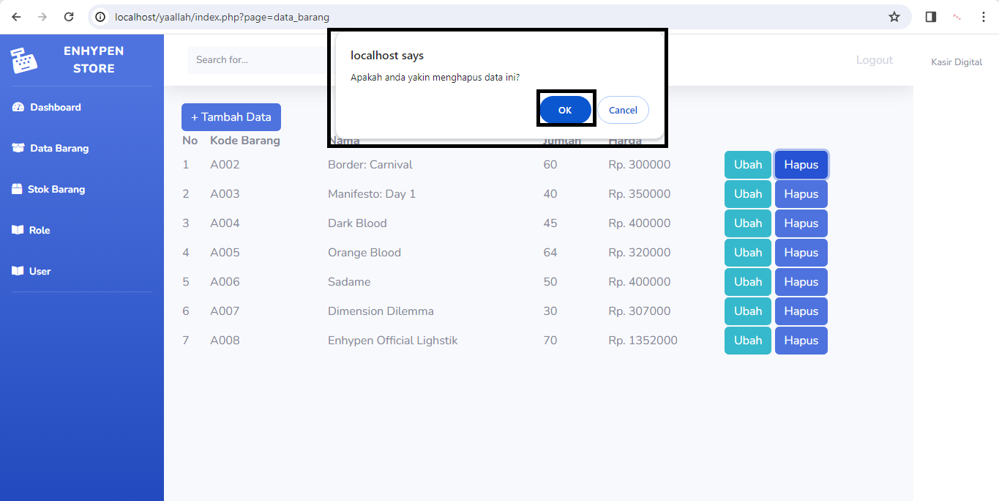 localhost/yaallah/index.php?page=data_barang
ENHYPEN
STORE
Search for...
Logout
Kasir Digital
localhost says
Apakah anda yakin menghapus data ini?
OK Cancel
Dashboard
Data Barang
Stok Barang
Role
User
+ Tambah Data
No Kode Barang Nama Jumlah Harga
1 A002 Border: Carnival 60 Rp. 300000 Ubah Hapus
2 A003 Manifesto: Day 1 40 Rp. 350000 Ubah Hapus
3 A004 Dark Blood 45 Rp. 400000 Ubah Hapus
4 A005 Orange Blood 64 Rp. 320000 Ubah Hapus
5 A006 Sadame 50 Rp. 400000 Ubah Hapus
6 A007 Dimension Dilemma 30 Rp. 307000 Ubah Hapus
7 A008 Enhypen Official Lighstik 70 Rp. 1352000 Ubah Hapus